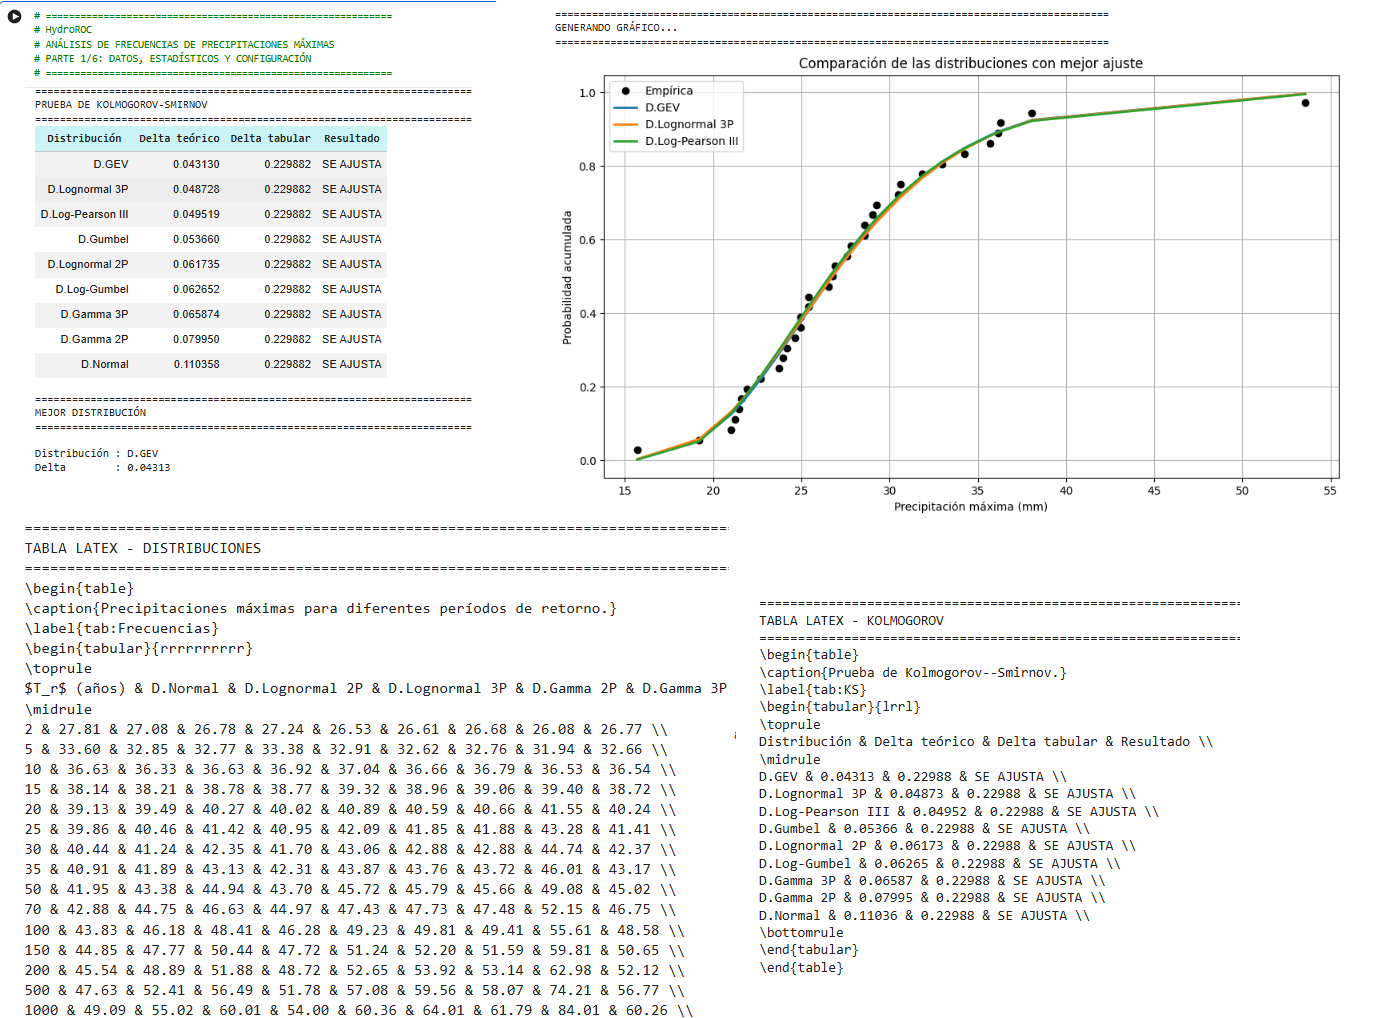 # =======================================================
# HydroROC
# ANÁLISIS DE FRECUENCIAS DE PRECIPITACIONES MÁXIMAS
# PARTE 1/6: DATOS, ESTADÍSTICOS Y CONFIGURACIÓN
# =======================================================
======================================================================
PRUEBA DE KOLMOGOROV-SMIRNOV
======================================================================
Distribución Delta teórico Delta tabular Resultado
D.GEV 0.043130 0.229882 SE AJUSTA
D.Lognormal 3P 0.048728 0.229882 SE AJUSTA
D.Log-Pearson III 0.049519 0.229882 SE AJUSTA
D.Gumbel 0.053660 0.229882 SE AJUSTA
D.Lognormal 2P 0.061735 0.229882 SE AJUSTA
D.Log-Gumbel 0.062652 0.229882 SE AJUSTA
D.Gamma 3P 0.065874 0.229882 SE AJUSTA
D.Gamma 2P 0.079950 0.229882 SE AJUSTA
D.Normal 0.110358 0.229882 SE AJUSTA
======================================================================
MEJOR DISTRIBUCIÓN
======================================================================
Distribución : D.GEV
Delta : 0.04313
==========================================================================================
GENERANDO GRÁFICO...
==========================================================================================
Comparación de las distribuciones con mejor ajuste
Empírica
D.GEV
D.Lognormal 3P
D.Log-Pearson III
Probabilidad acumulada
1.0
0.8
0.6
0.4
0.2
0.0
15 20 25 30 35 40 45 50 55
Precipitación máxima (mm)
====================================================================================
TABLA LATEX - DISTRIBUCIONES
====================================================================================
\begin{table}
\caption{Precipitaciones máximas para diferentes períodos de retorno.}
\label{tab:Frecuencias}
\begin{tabular}{rrrrrrrrrr}
\toprule
$T_r$ (años) & D.Normal & D.Lognormal 2P & D.Lognormal 3P & D.Gamma 2P & D.Gamma 3P
\midrule
2 & 27.81 & 27.08 & 26.78 & 27.24 & 26.53 & 26.61 & 26.68 & 26.08 & 26.77 \\
5 & 33.60 & 32.85 & 32.77 & 33.38 & 32.91 & 32.62 & 32.76 & 31.94 & 32.66 \\
10 & 36.63 & 36.33 & 36.63 & 36.92 & 37.04 & 36.66 & 36.79 & 36.53 & 36.54 \\
15 & 38.14 & 38.21 & 38.78 & 38.77 & 39.32 & 38.96 & 39.06 & 39.40 & 38.72 \\
20 & 39.13 & 39.49 & 40.27 & 40.02 & 40.89 & 40.59 & 40.66 & 41.55 & 40.24 \\
25 & 39.86 & 40.46 & 41.42 & 40.95 & 42.09 & 41.85 & 41.88 & 43.28 & 41.41 \\
30 & 40.44 & 41.24 & 42.35 & 41.70 & 43.06 & 42.88 & 42.88 & 44.74 & 42.37 \\
35 & 40.91 & 41.89 & 43.13 & 42.31 & 43.87 & 43.76 & 43.72 & 46.01 & 43.17 \\
50 & 41.95 & 43.38 & 44.94 & 43.70 & 45.72 & 45.79 & 45.66 & 49.08 & 45.02 \\
70 & 42.88 & 44.75 & 46.63 & 44.97 & 47.43 & 47.73 & 47.48 & 52.15 & 46.75 \\
100 & 43.83 & 46.18 & 48.41 & 46.28 & 49.23 & 49.81 & 49.41 & 55.61 & 48.58 \\
150 & 44.85 & 47.77 & 50.44 & 47.72 & 51.24 & 52.20 & 51.59 & 59.81 & 50.65 \\
200 & 45.54 & 48.89 & 51.88 & 48.72 & 52.65 & 53.92 & 53.14 & 62.98 & 52.12 \\
500 & 47.63 & 52.41 & 56.49 & 51.78 & 57.08 & 59.56 & 58.07 & 74.21 & 56.77 \\
1000 & 49.09 & 55.02 & 60.01 & 54.00 & 60.36 & 64.01 & 61.79 & 84.01 & 60.26 \\
======================================================================
TABLA LATEX - KOLMOGOROV
======================================================================
\begin{table}
\caption{Prueba de Kolmogorov--Smirnov.}
\label{tab:KS}
\begin{tabular}{lrrl}
\toprule
Distribución & Delta teórico & Delta tabular & Resultado \\
\midrule
D.GEV & 0.04313 & 0.22988 & SE AJUSTA \\
D.Lognormal 3P & 0.04873 & 0.22988 & SE AJUSTA \\
D.Log-Pearson III & 0.04952 & 0.22988 & SE AJUSTA \\
D.Gumbel & 0.05366 & 0.22988 & SE AJUSTA \\
D.Lognormal 2P & 0.06173 & 0.22988 & SE AJUSTA \\
D.Log-Gumbel & 0.06265 & 0.22988 & SE AJUSTA \\
D.Gamma 3P & 0.06587 & 0.22988 & SE AJUSTA \\
D.Gamma 2P & 0.07995 & 0.22988 & SE AJUSTA \\
D.Normal & 0.11036 & 0.22988 & SE AJUSTA \\
\bottomrule
\end{tabular}
\end{table}